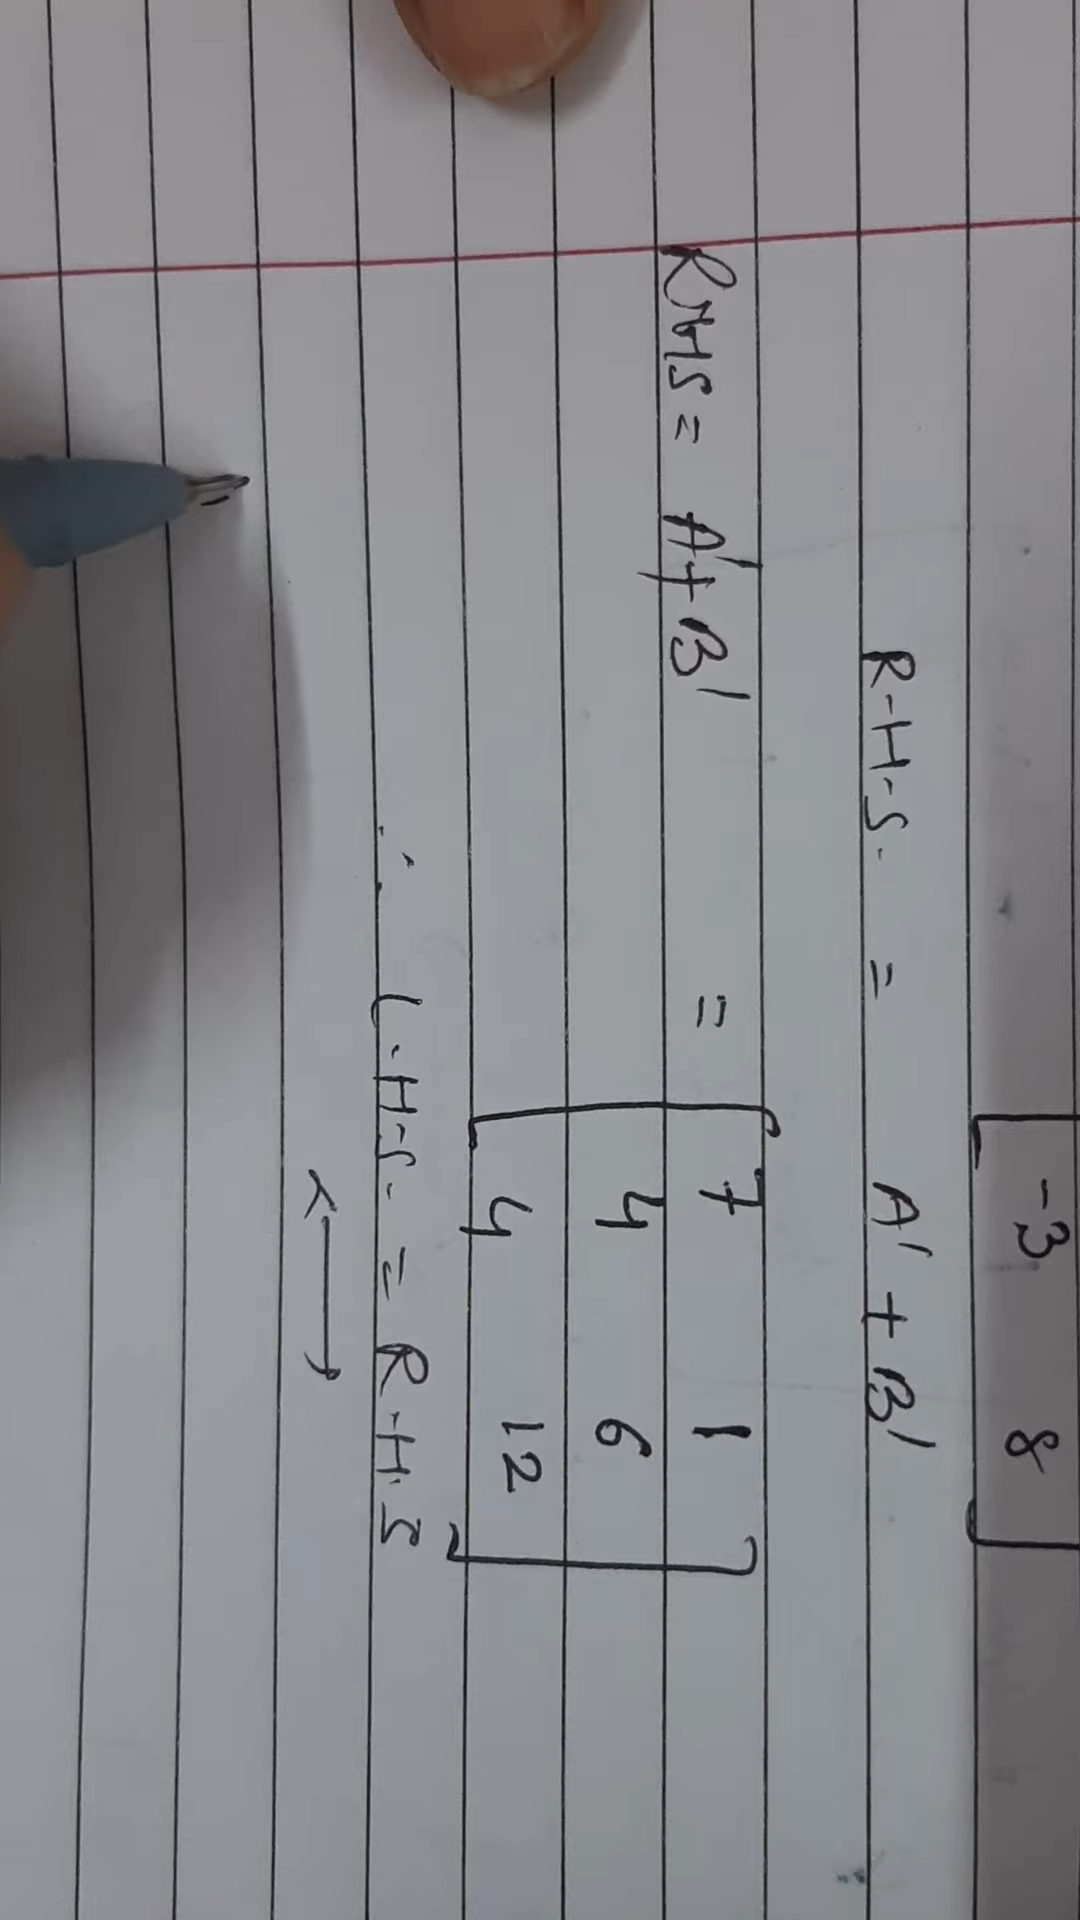 -3 8
R-H-S. = A' + B'
RHS = A' + B' = [ 7 1
4 6
4 12 ]
∴ L.H-S. = R-H.S